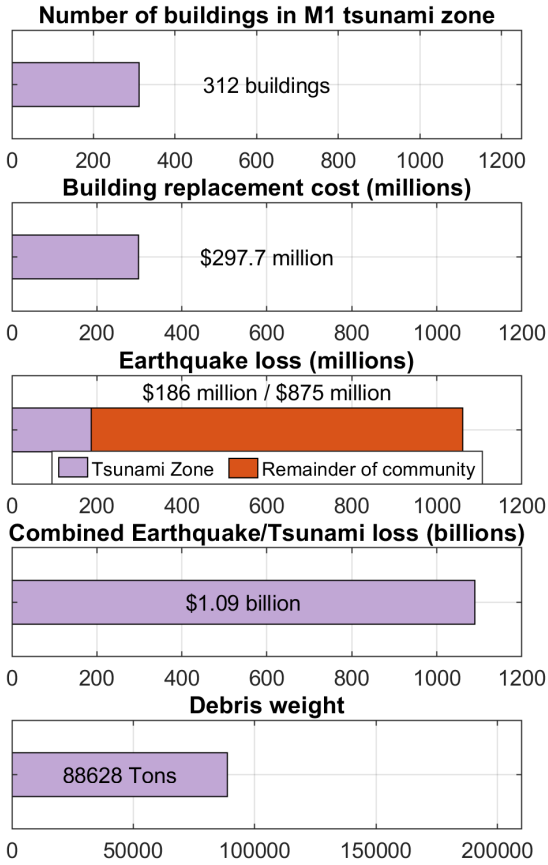 Number of buildings in M1 tsunami zone
312 buildings
0 200 400 600 800 1000 1200
Building replacement cost (millions)
$297.7 million
0 200 400 600 800 1000 1200
Earthquake loss (millions)
$186 million / $875 million
Tsunami Zone Remainder of community
0 200 400 600 800 1000 1200
Combined Earthquake/Tsunami loss (billions)
$1.09 billion
0 200 400 600 800 1000 1200
Debris weight
88628 Tons
0 50000 100000 150000 200000